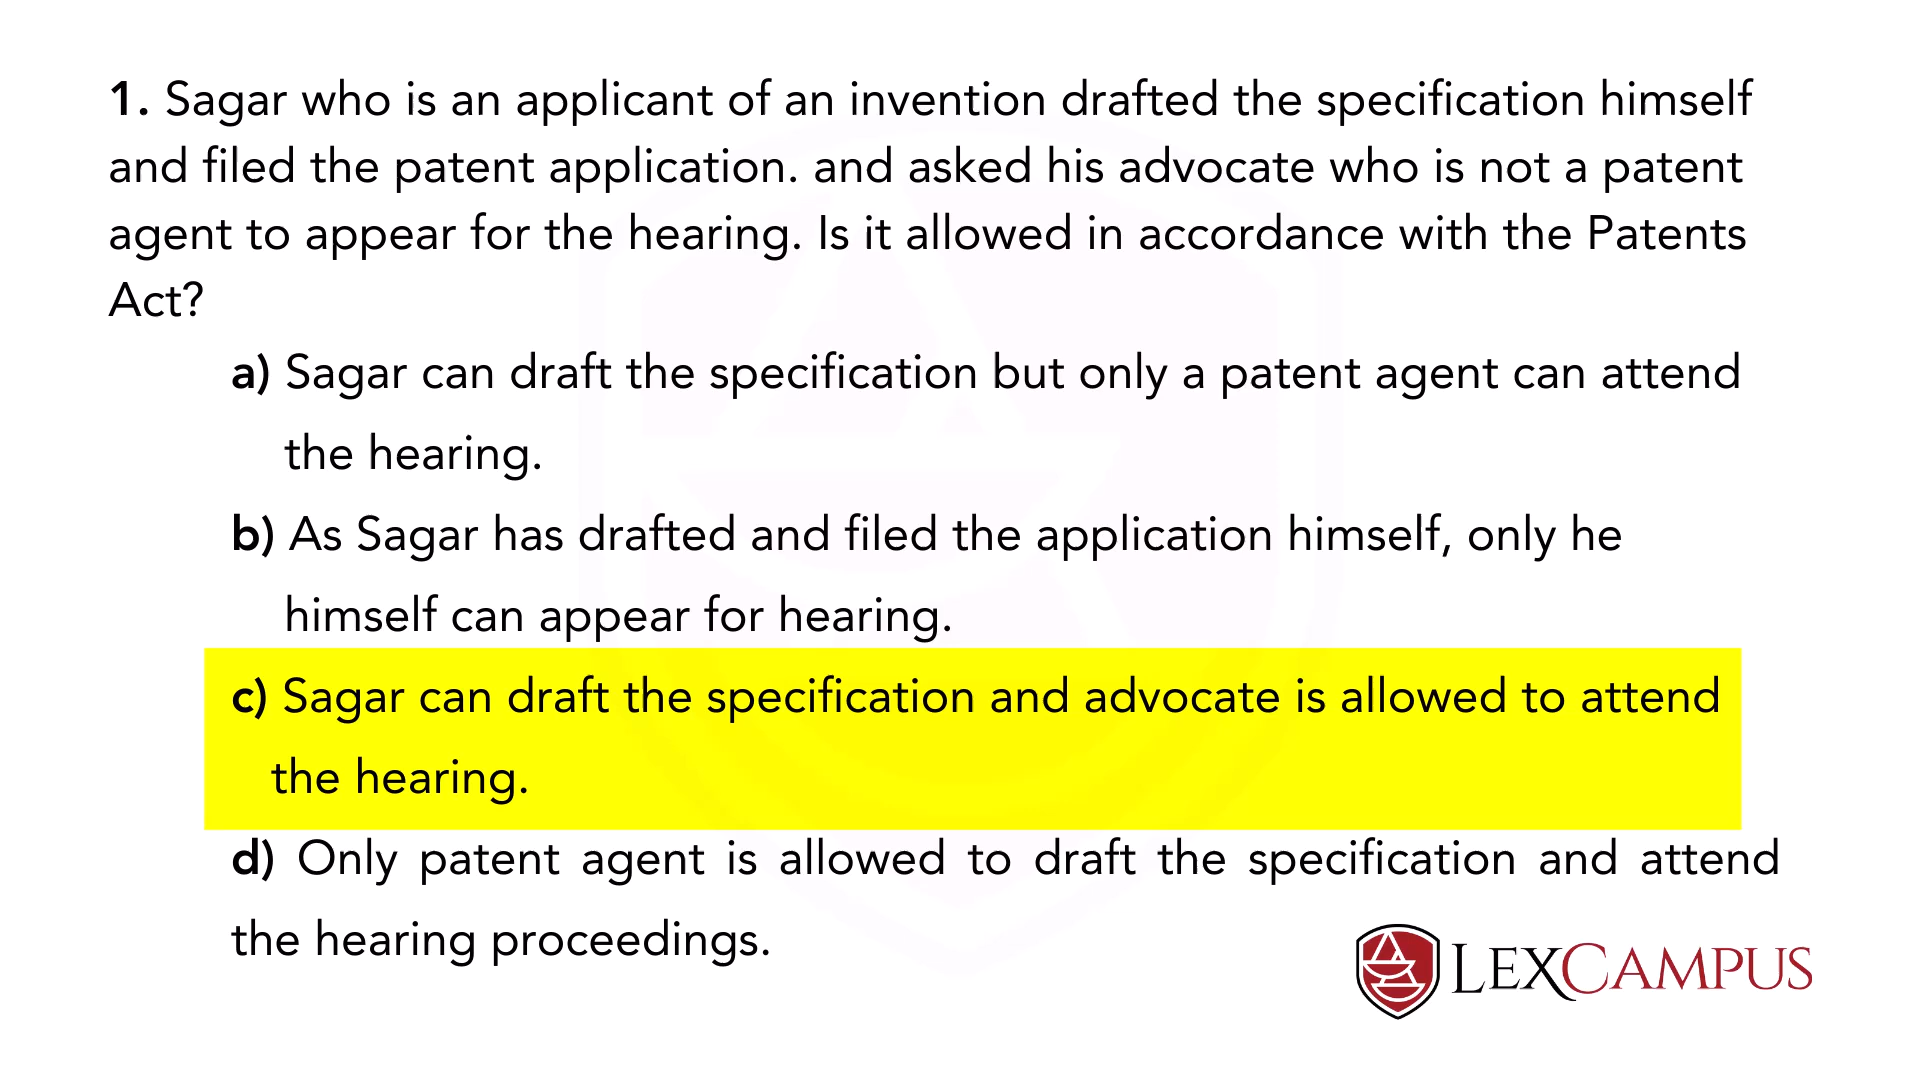 1. Sagar who is an applicant of an invention drafted the specification himself
and filed the patent application. and asked his advocate who is not a patent
agent to appear for the hearing. Is it allowed in accordance with the Patents
Act?
a) Sagar can draft the specification but only a patent agent can attend
the hearing.
b) As Sagar has drafted and filed the application himself, only he
himself can appear for hearing.
c) Sagar can draft the specification and advocate is allowed to attend
the hearing.
d) Only patent agent is allowed to draft the specification and attend
the hearing proceedings.
LEXCAMPUS